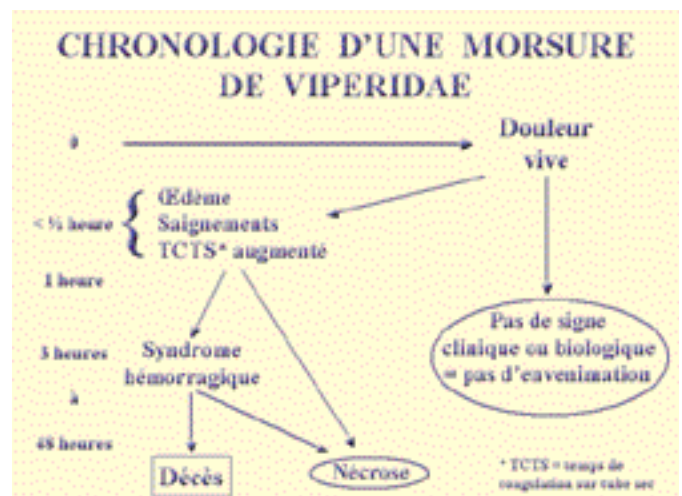 CHRONOLOGIE D'UNE MORSURE
DE VIPERIDAE
0
Douleur
vive
< ½ heure
Œdème
Saignements
TCTS* augmenté
1 heure
3 heures
à
48 heures
Syndrome
hémorragique
Pas de signe
clinique ou biologique
= pas d'envenimation
Décès
Nécrose
* TCTS = temps de
coagulation sur tube sec